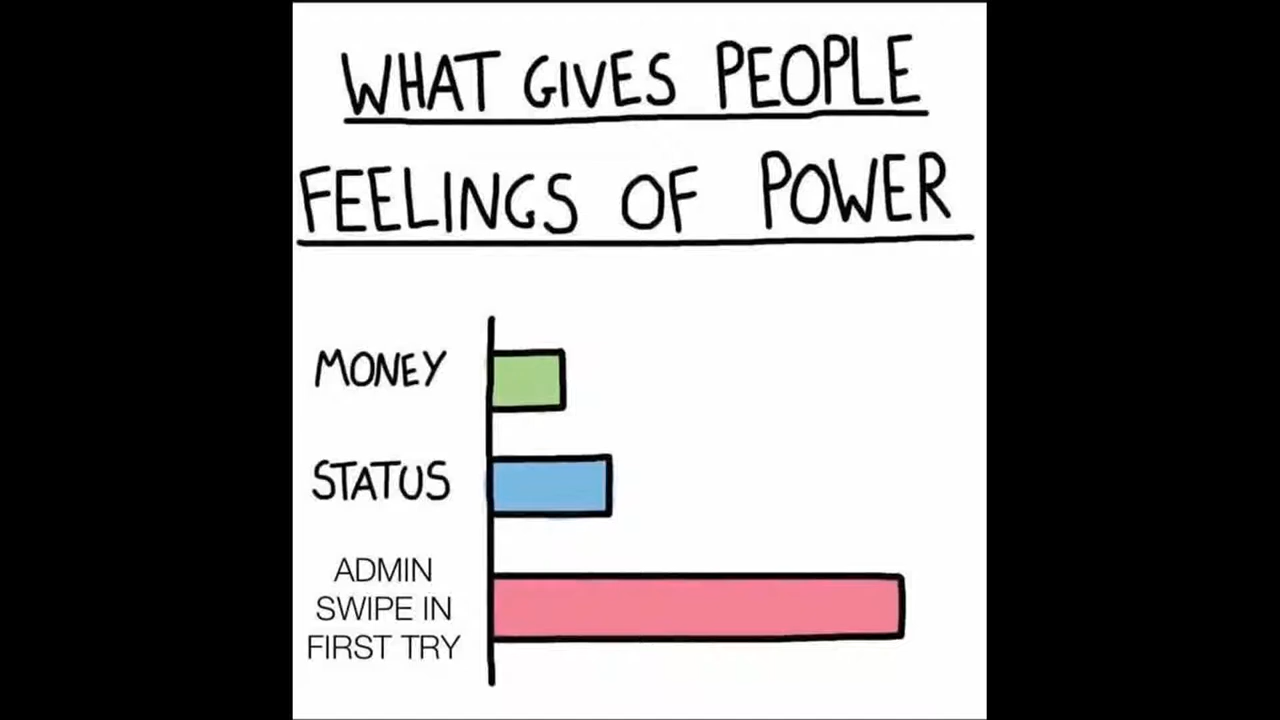 WHAT GIVES PEOPLE
FEELINGS OF POWER
MONEY
STATUS
ADMIN
SWIPE IN
FIRST TRY